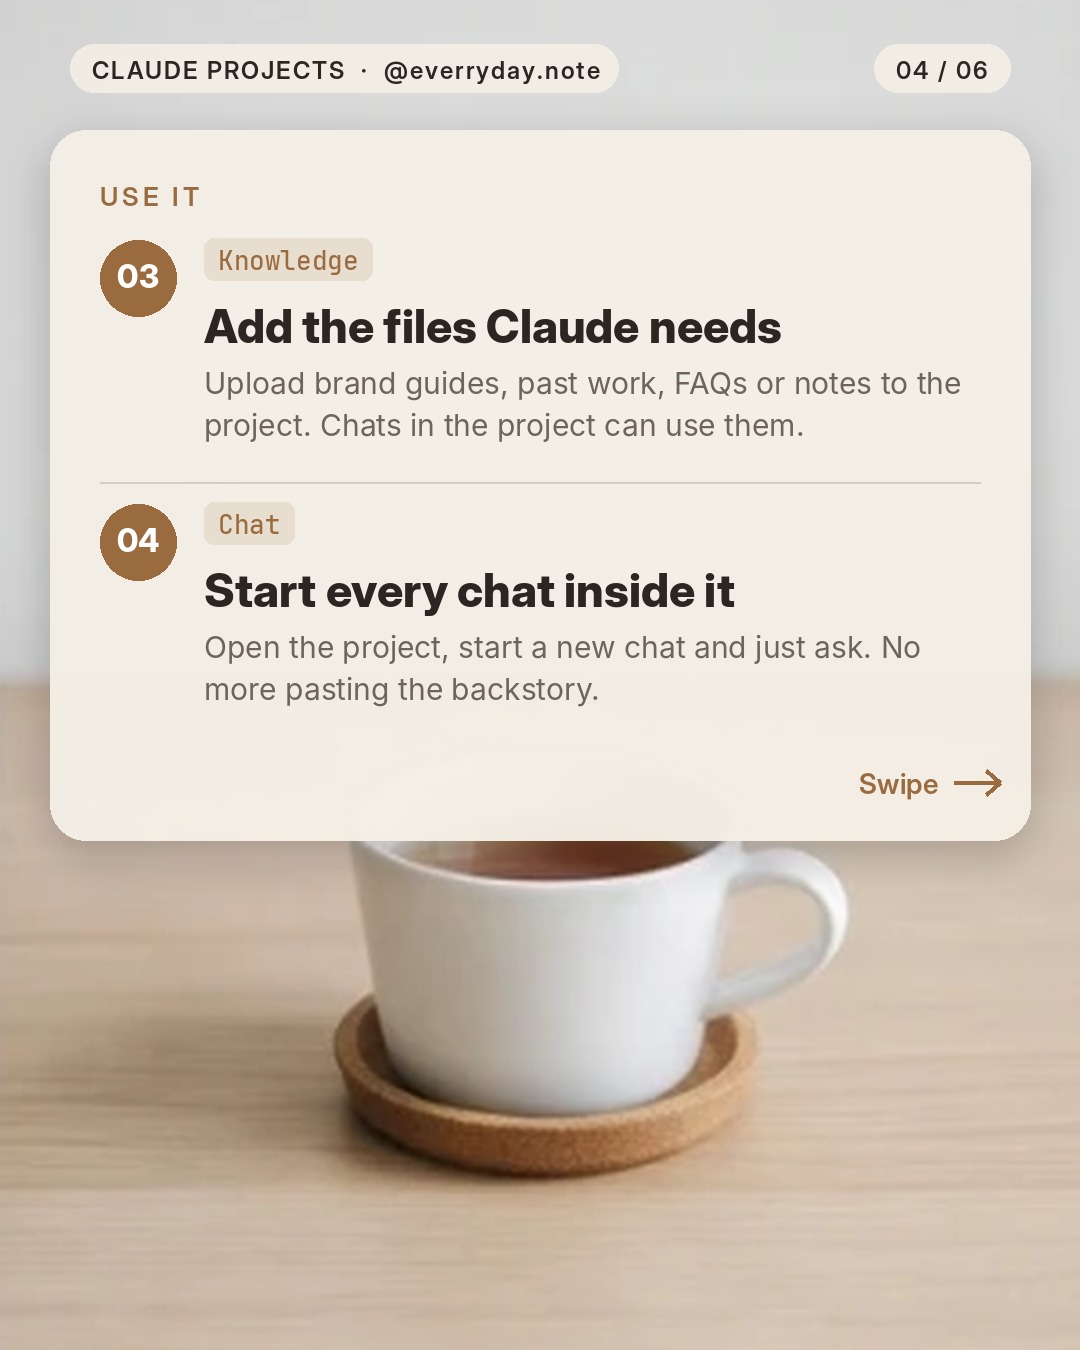 CLAUDE PROJECTS · @everryday.note
04 / 06
USE IT
03
Knowledge
Add the files Claude needs
Upload brand guides, past work, FAQs or notes to the
project. Chats in the project can use them.
04
Chat
Start every chat inside it
Open the project, start a new chat and just ask. No
more pasting the backstory.
Swipe →